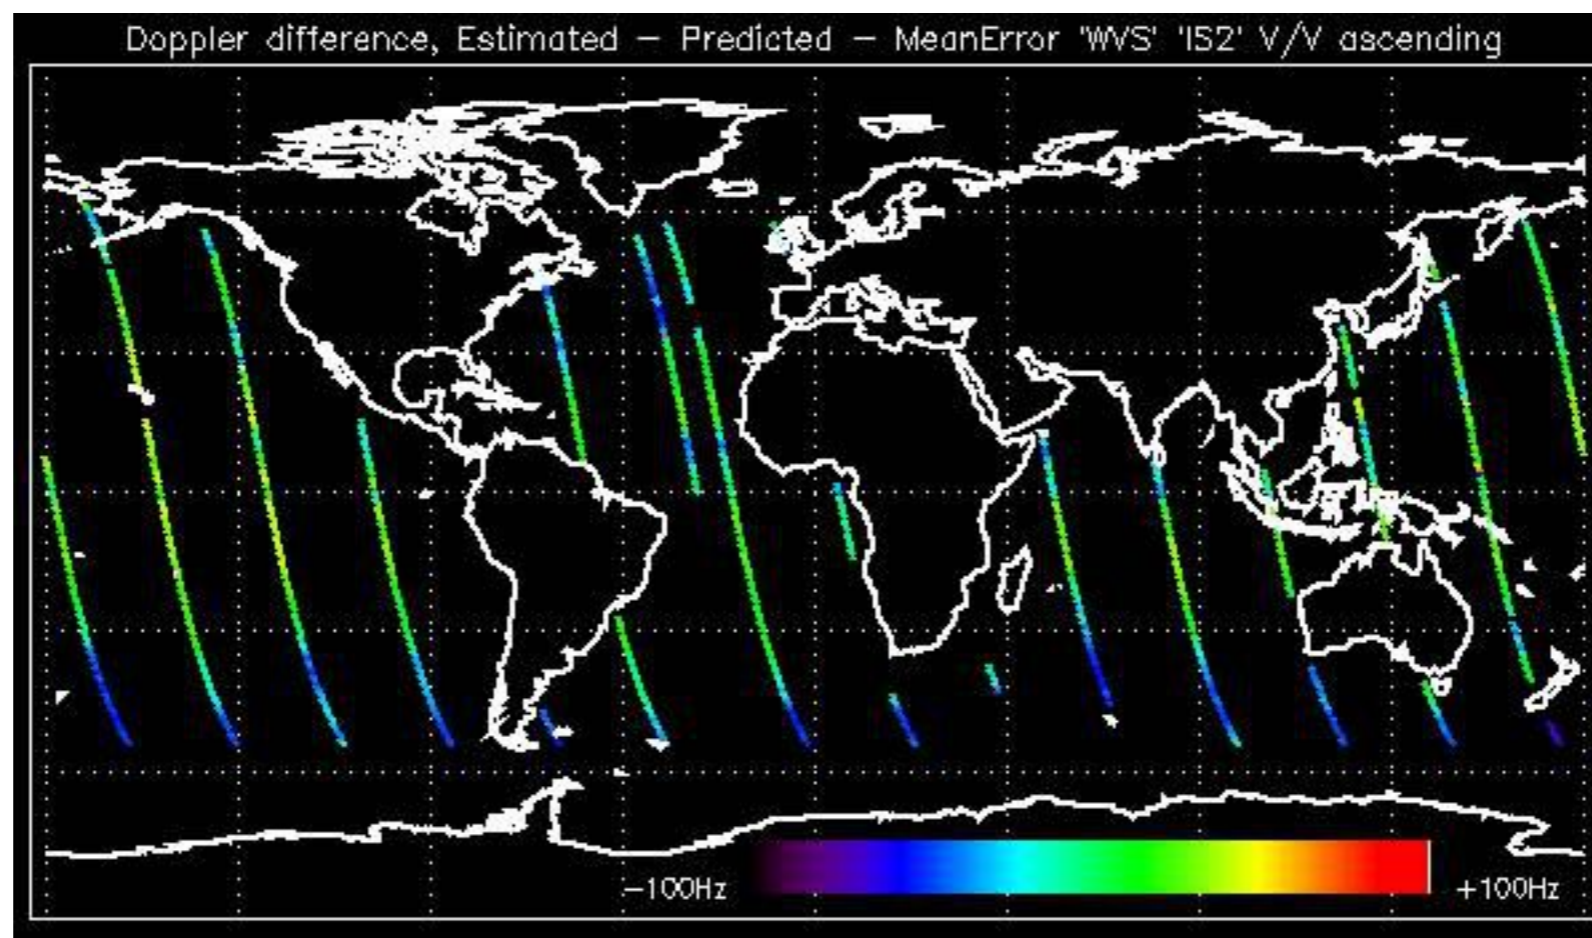 Doppler difference, Estimated – Predicted – MeanError 'WVS' 'IS2' V/V ascending
–100Hz
+100Hz